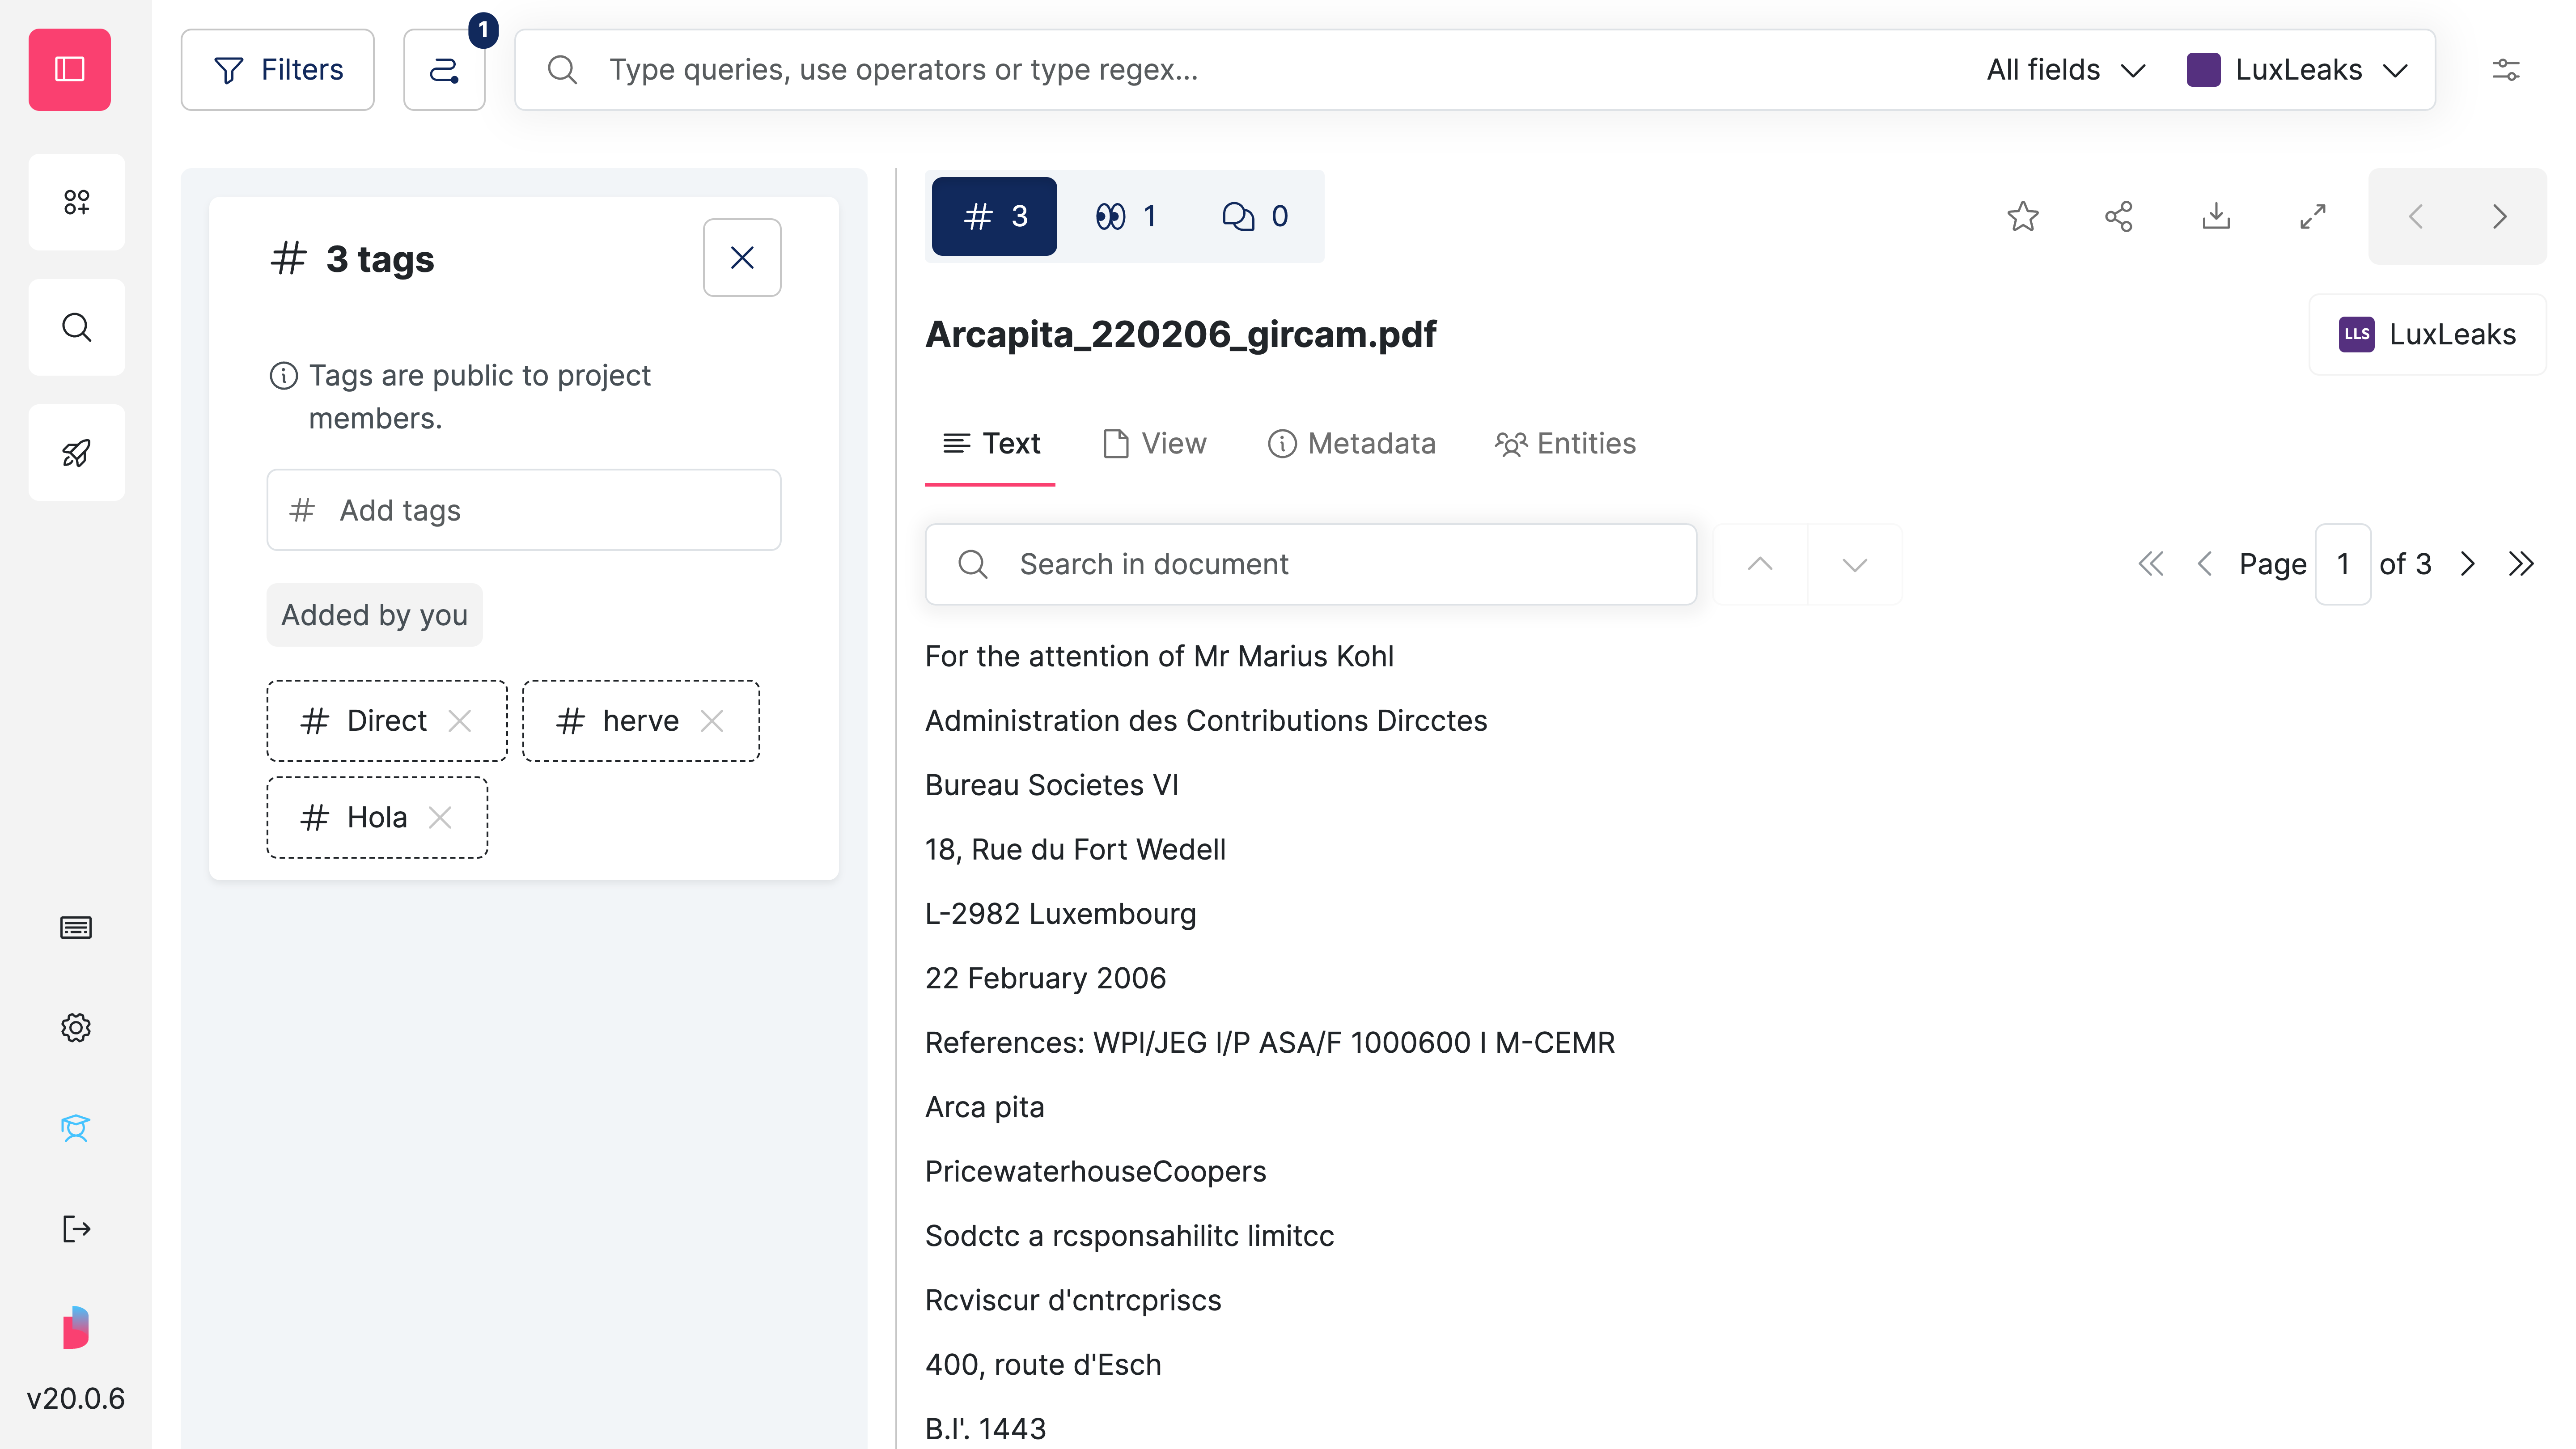 Filters
1
Type queries, use operators or type regex...
All fields
LuxLeaks
# 3 tags
Tags are public to project
members.
# Add tags
Added by you
# Direct
# herve
# Hola
# 3
1
0
Arcapita_220206_gircam.pdf
LLS LuxLeaks
Text
View
Metadata
Entities
Search in document
Page 1 of 3
For the attention of Mr Marius Kohl
Administration des Contributions Dircctes
Bureau Societes VI
18, Rue du Fort Wedell
L-2982 Luxembourg
22 February 2006
References: WPI/JEG I/P ASA/F 1000600 I M-CEMR
Arca pita
PricewaterhouseCoopers
Sodctc a rcsponsahilitc limitcc
Rcviscur d'cntrcpriscs
400, route d'Esch
B.I'. 1443
v20.0.6